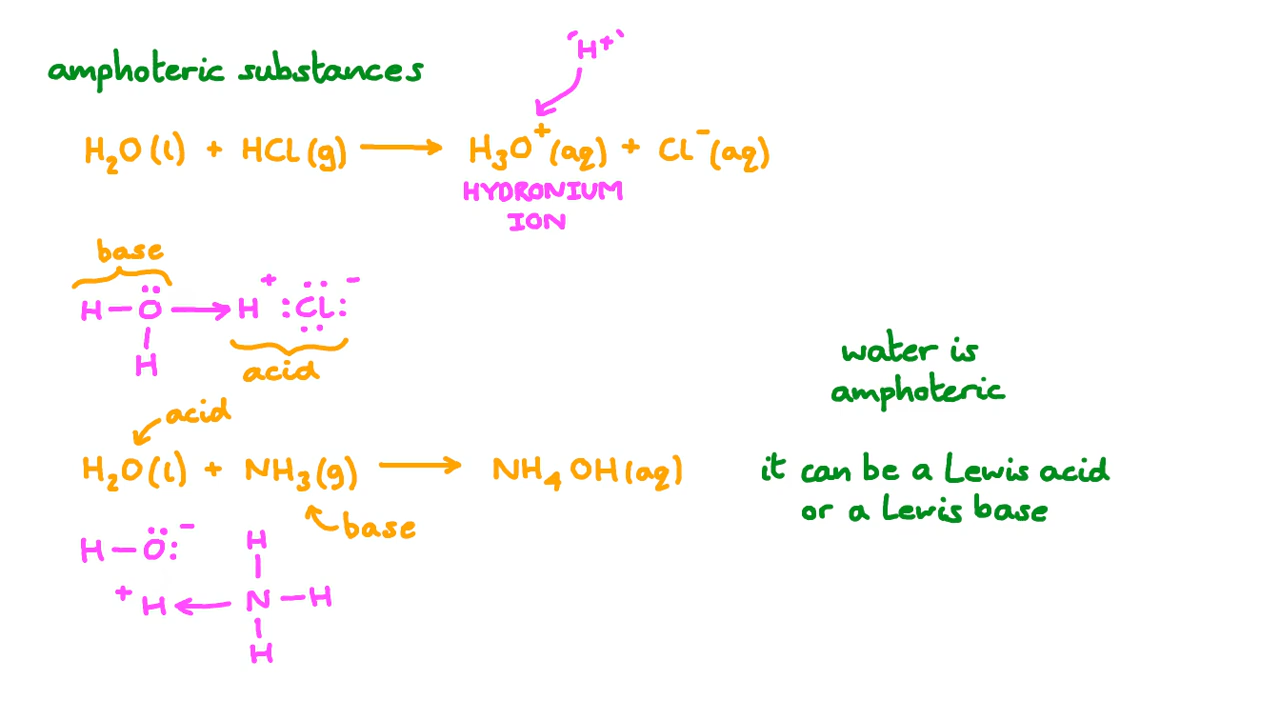 "H⁺"
amphoteric substances
H₂O(l) + HCl(g) ⟶ H₃O⁺(aq) + Cl⁻(aq)
HYDRONIUM
ION
base
H–O ⟶ H⁺ :Cl:⁻
H
acid
acid
H₂O(l) + NH₃(g) ⟶ NH₄OH(aq)
base
water is
amphoteric
it can be a Lewis acid
or a Lewis base
H–O:⁻
H
⁺H ⟵ N–H
H